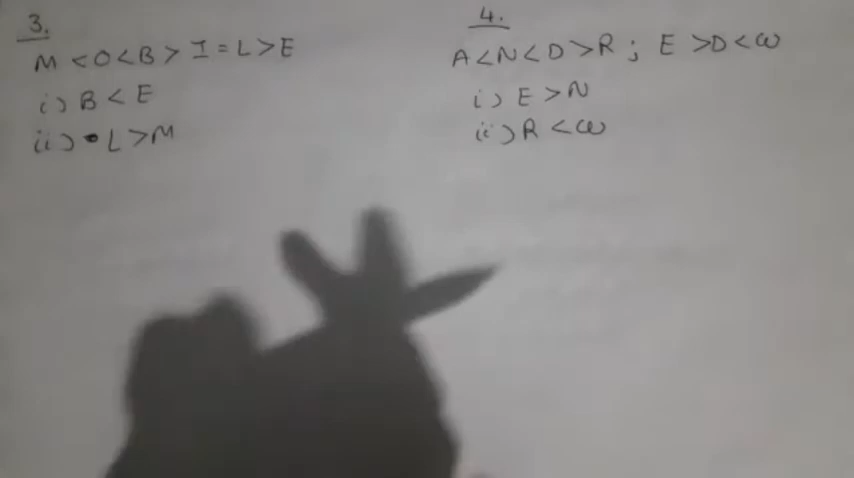 3.
M < O < B > I = L > E
i) B < E
ii) L > M
4.
A < N < D > R ; E > D < W
i) E > N
ii) R < W